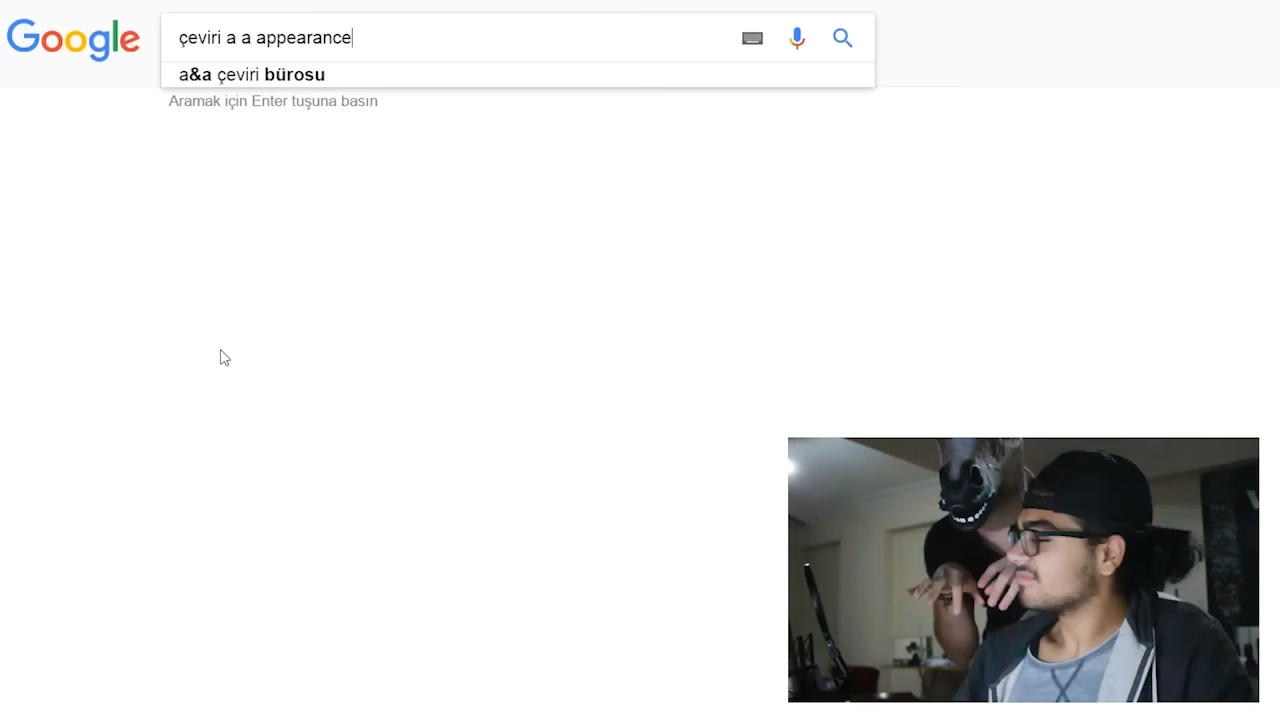 Google
çeviri a a appearance
a&a çeviri bürosu
Aramak için Enter tuşuna basın